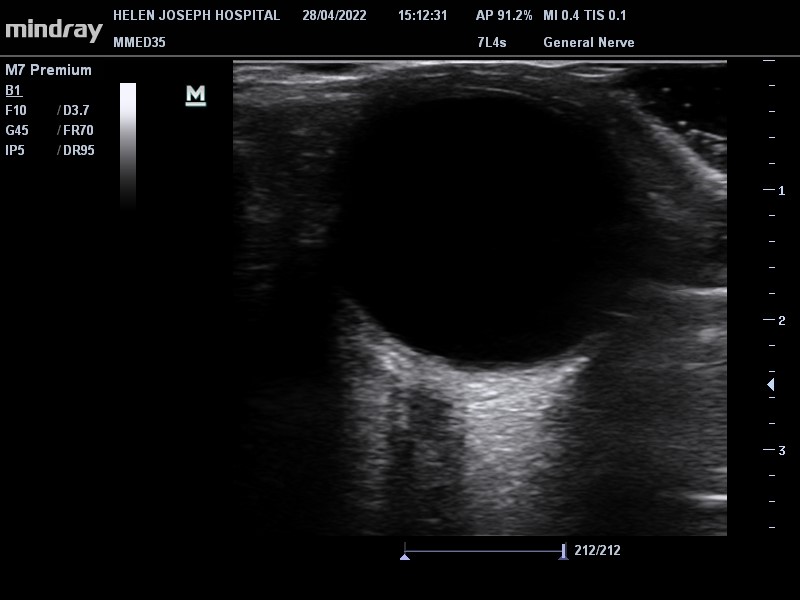 mindray
HELEN JOSEPH HOSPITAL 28/04/2022 15:12:31 AP 91.2% MI 0.4 TIS 0.1
MMED35 7L4s General Nerve
M7 Premium
B1
F10 / D3.7
G45 / FR70
IP5 / DR95
M
1
2
3
212/212